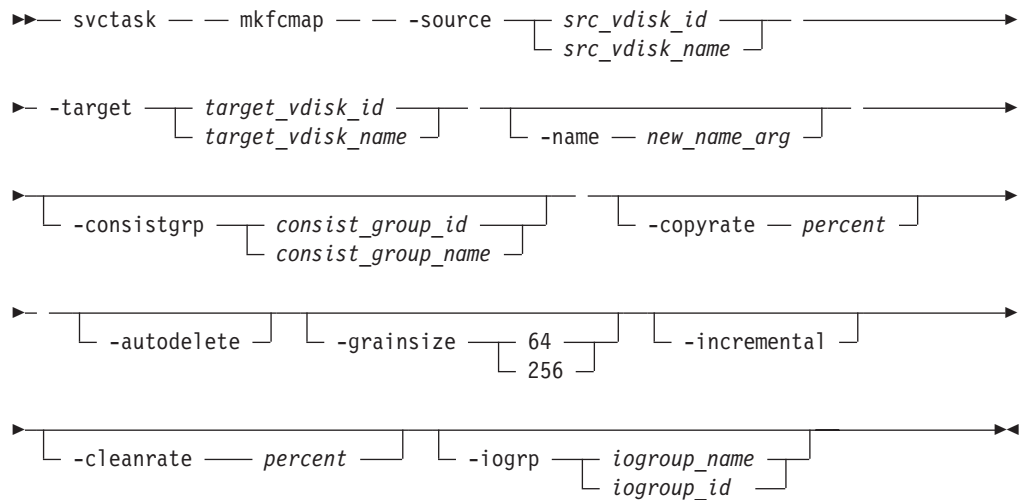 svctask mkfcmap -source src_vdisk_id
src_vdisk_name
-target target_vdisk_id
target_vdisk_name -name new_name_arg
-consistgrp consist_group_id -copyrate percent
consist_group_name
-autodelete -grainsize 64 -incremental
256
-cleanrate percent -iogrp iogroup_name
iogroup_id